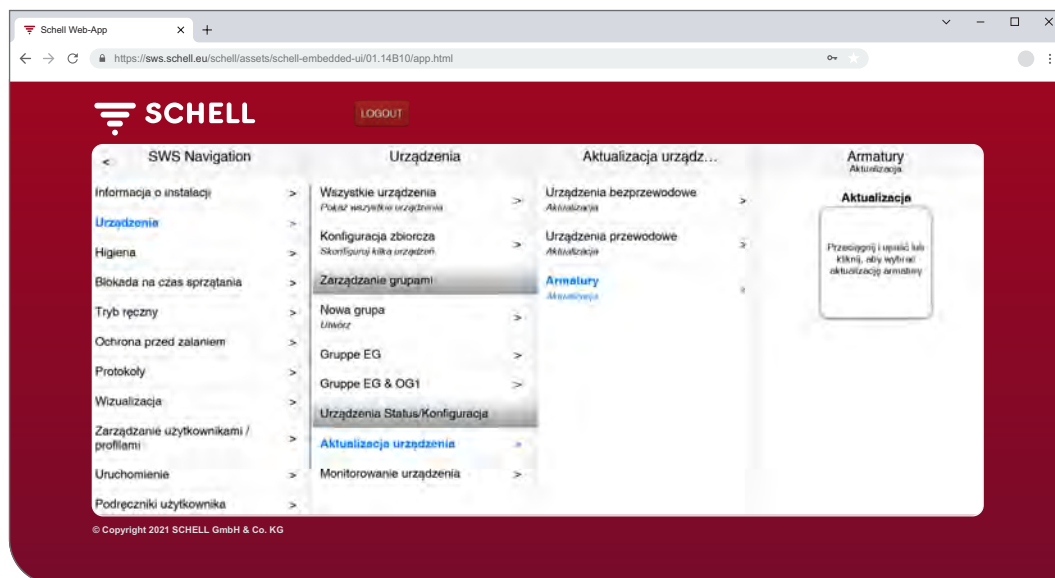 Schell Web-App
https://sws.schell.eu/schell/assets/schell-embedded-ui/01.14B10/app.html
SCHELL
LOGOUT
< SWS Navigation
Informacja o instalacji >
Urządzenia >
Higiena >
Blokada na czas sprzątania >
Tryb ręczny >
Ochrona przed zalaniem >
Protokoły >
Wizualizacja >
Zarządzanie użytkownikami /
profilami >
Uruchomienie >
Podręczniki użytkownika >
Urządzenia
Wszystkie urządzenia >
Pokaż wszystkie urządzenia
Konfiguracja zbiorcza >
Skonfiguruj kilka urządzeń
Zarządzanie grupami
Nowa grupa >
Utwórz
Gruppe EG >
Gruppe EG & OG1 >
Urządzenia Status/Konfiguracja
Aktualizacja urządzenia >
Monitorowanie urządzenia >
Aktualizacja urządz...
Urządzenia bezprzewodowe >
Aktualizacja
Urządzenia przewodowe >
Aktualizacja
Armatury >
Aktualizacja
Armatury
Aktualizacja
Aktualizacja
Przeciągnij i upuść lub
kliknij, aby wybrać
aktualizację armatury
© Copyright 2021 SCHELL GmbH & Co. KG